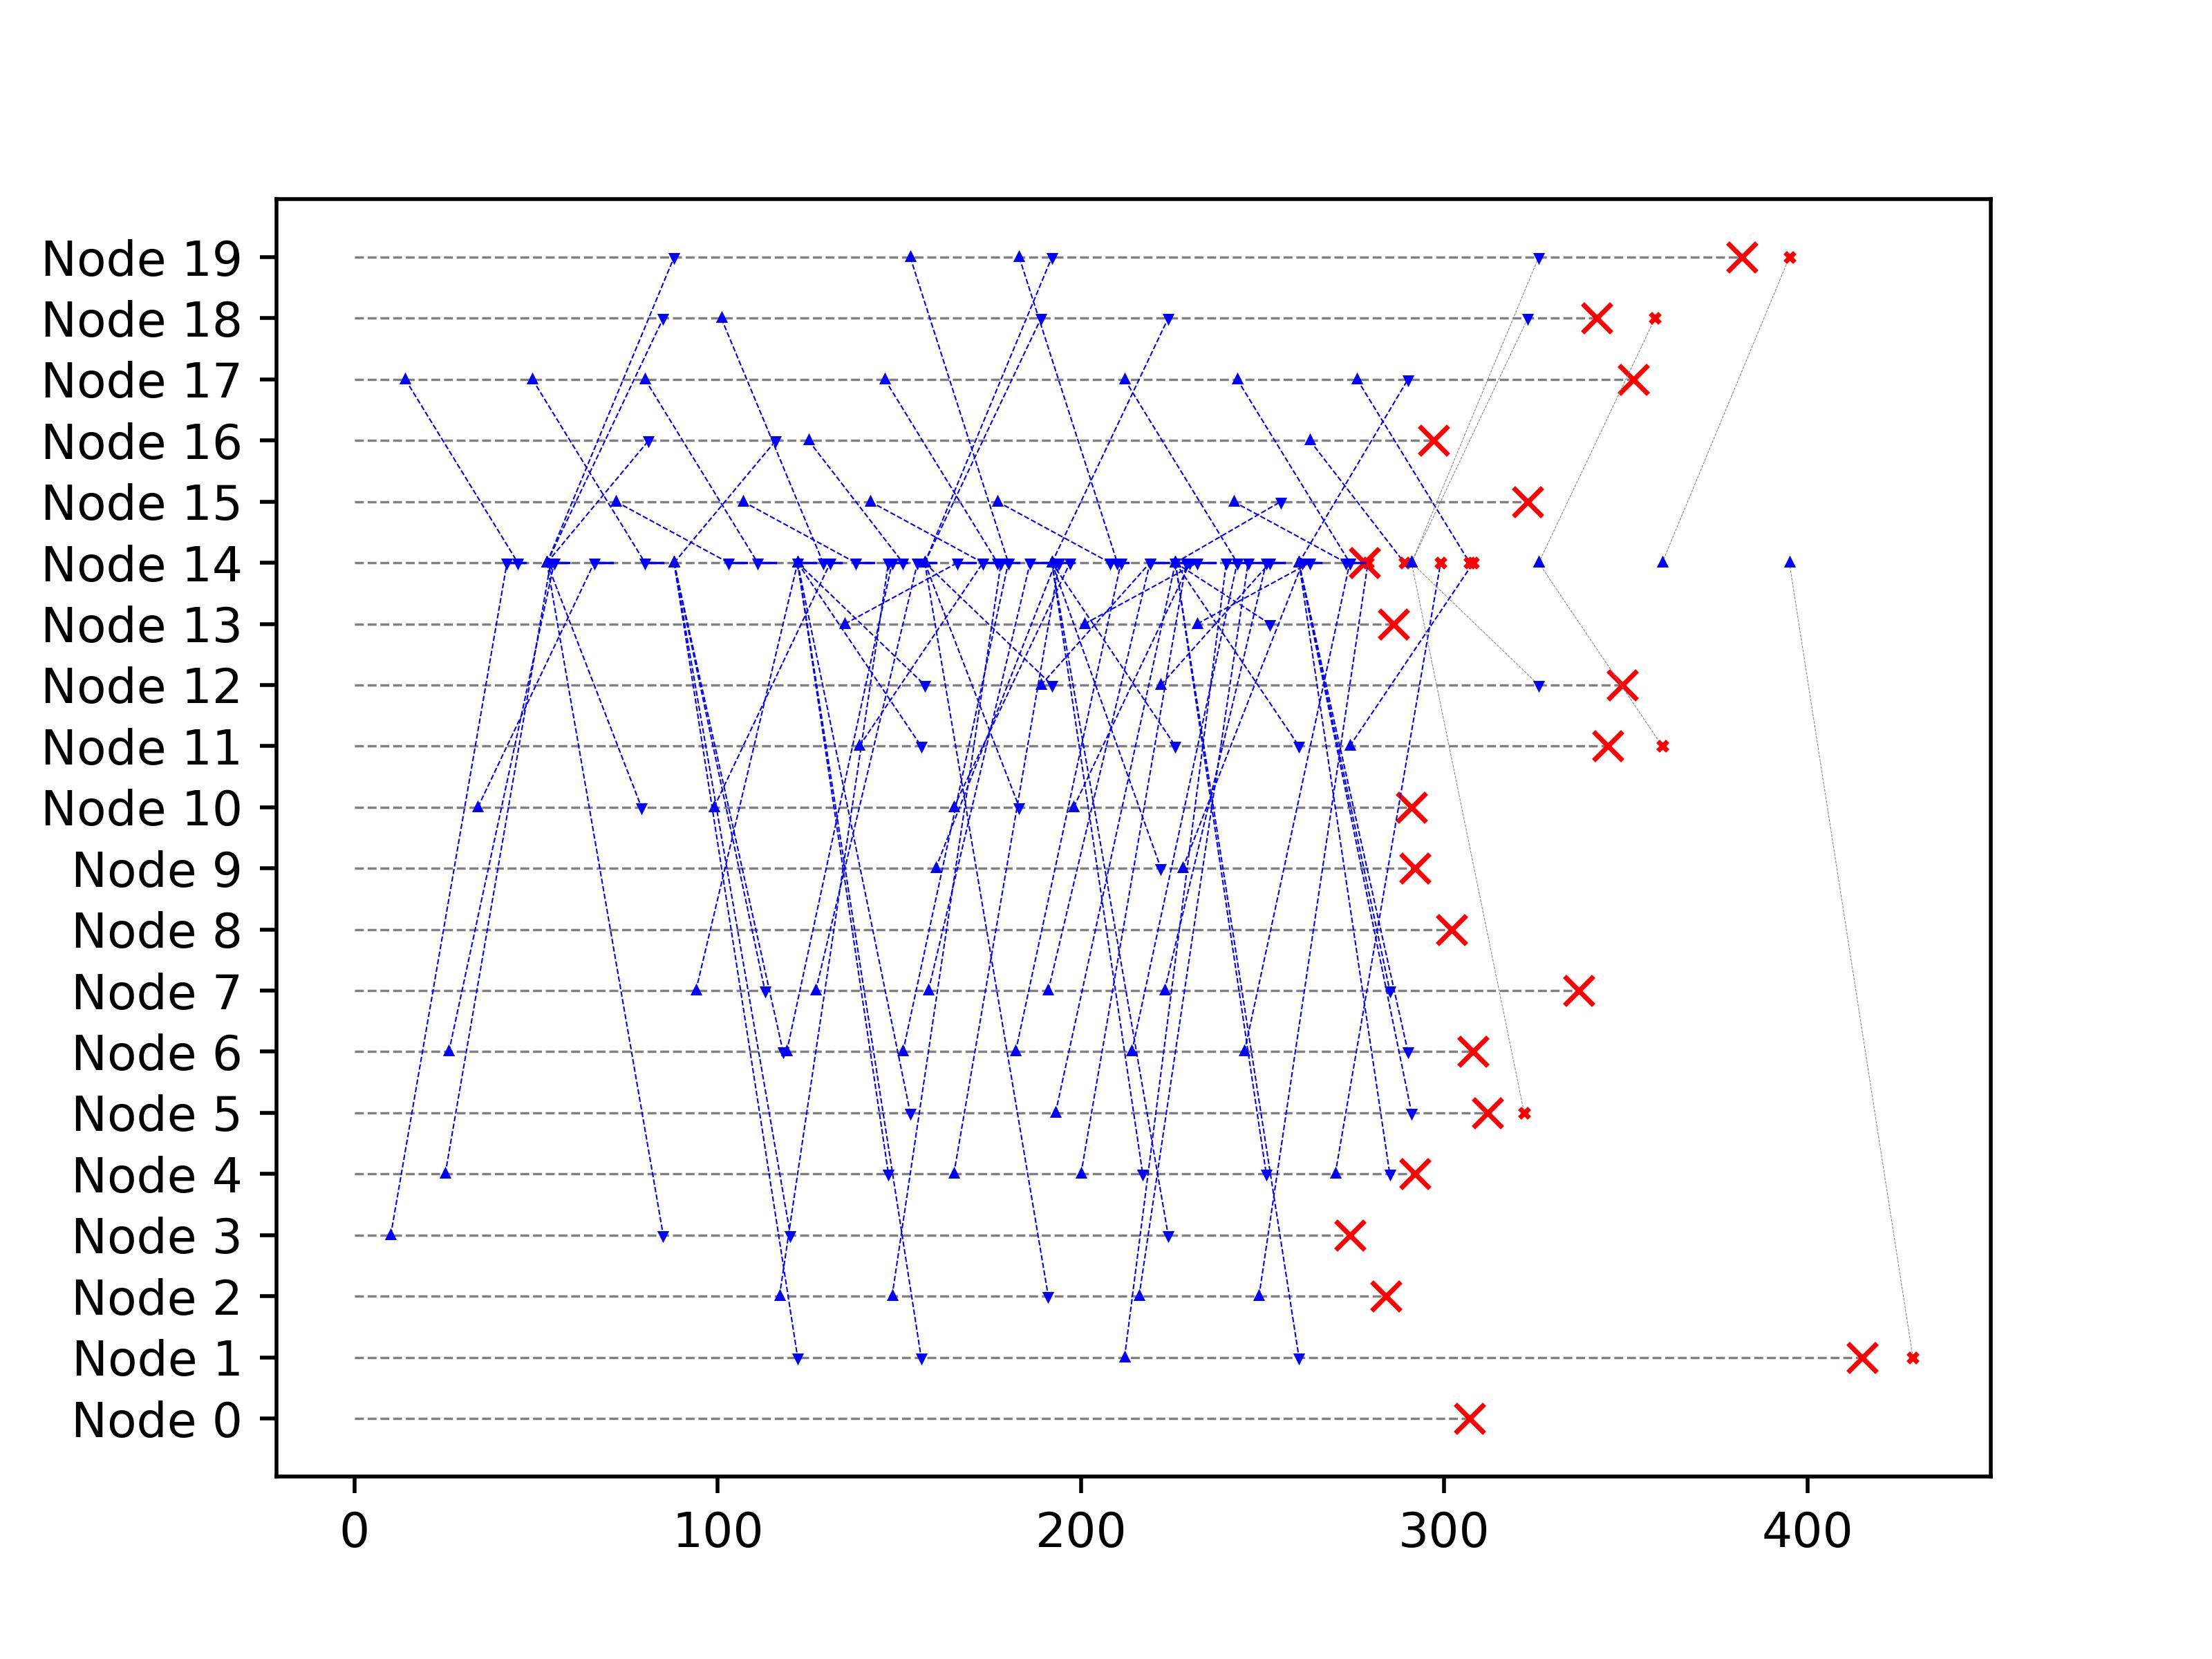 Node 19
Node 18
Node 17
Node 16
Node 15
Node 14
Node 13
Node 12
Node 11
Node 10
Node 9
Node 8
Node 7
Node 6
Node 5
Node 4
Node 3
Node 2
Node 1
Node 0
0 100 200 300 400